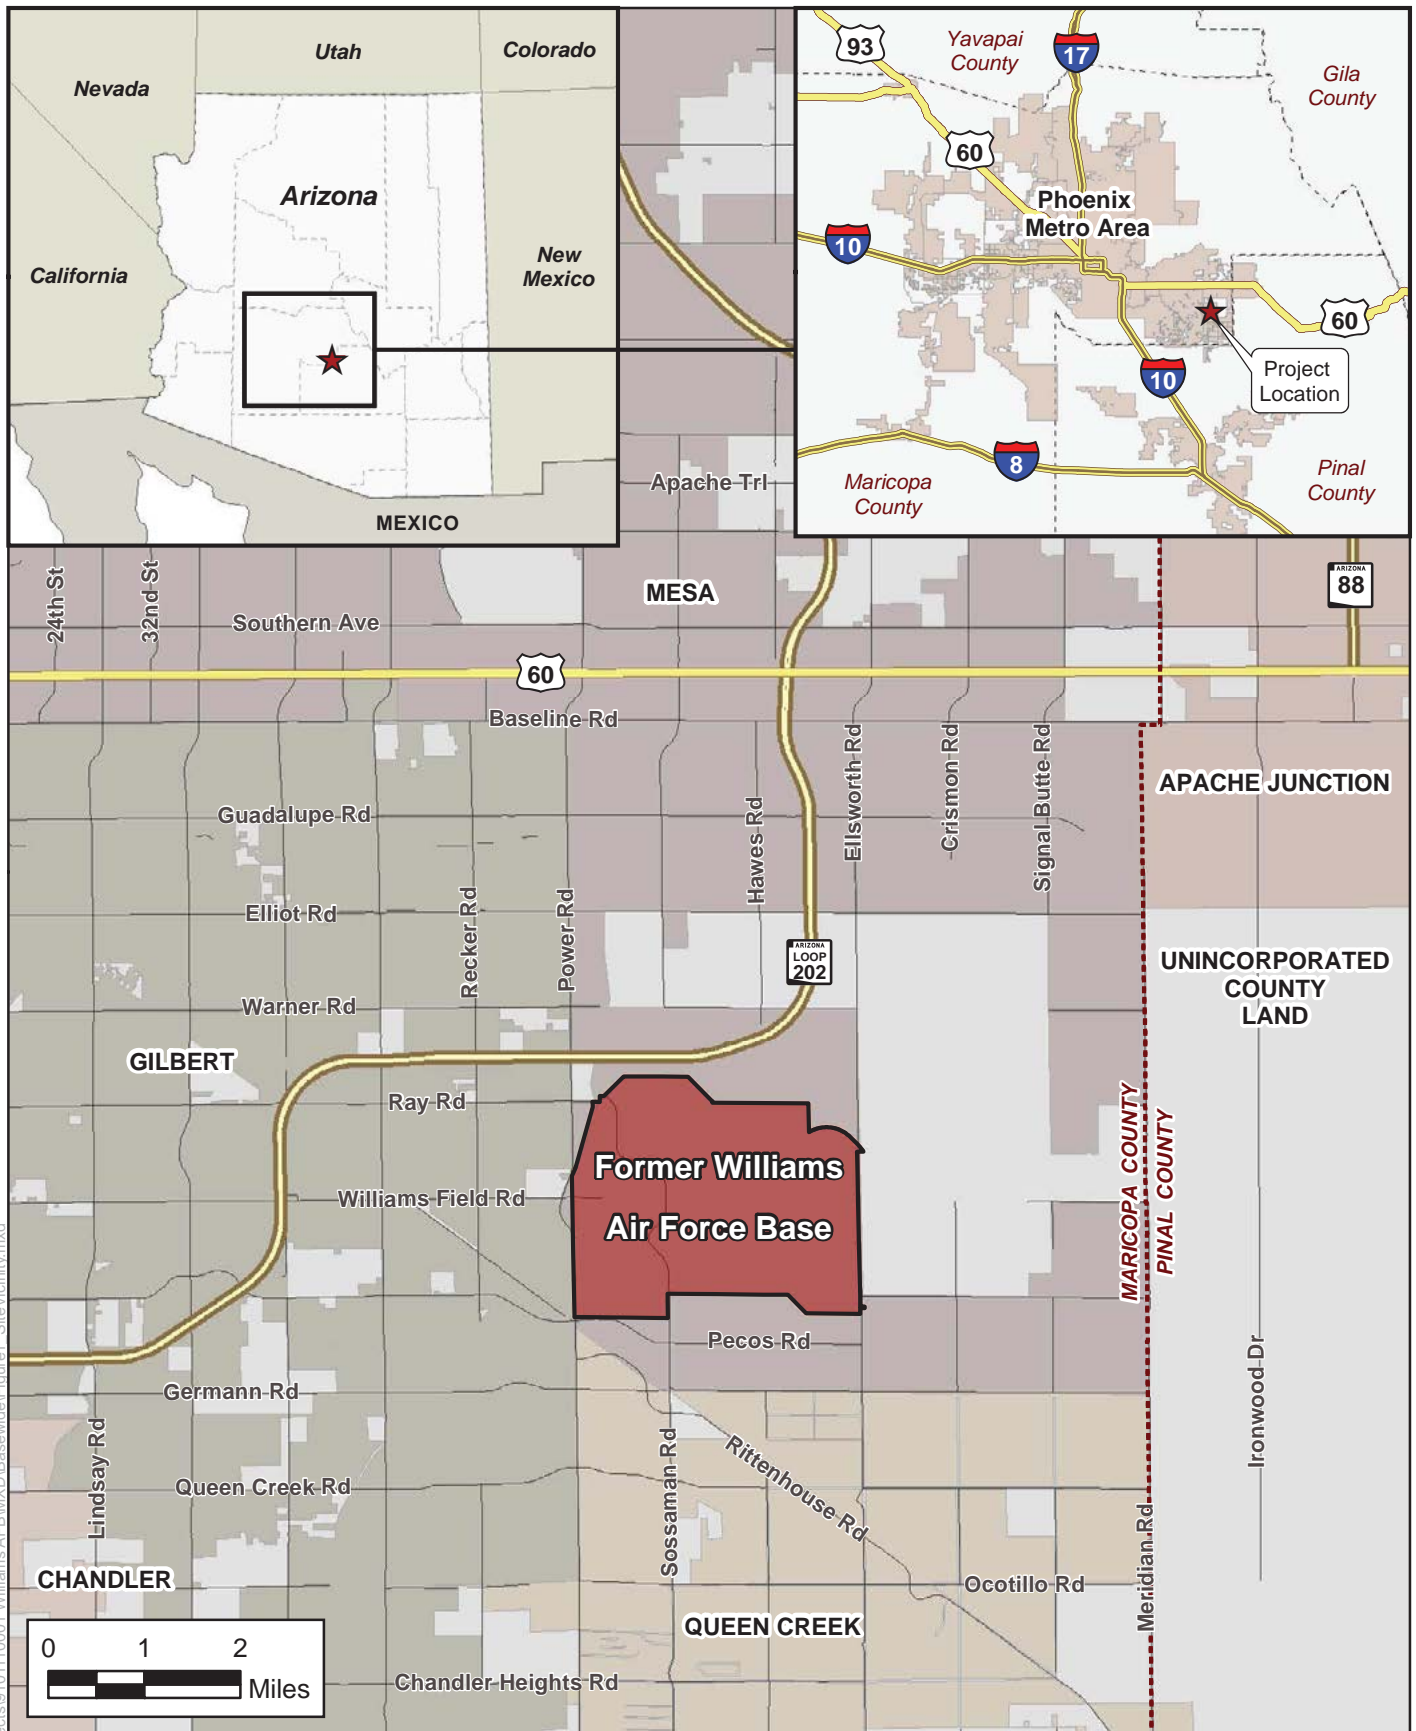 Nevada
Utah
Colorado
Arizona
California
New
Mexico
MEXICO
93
Yavapai
County
17
Gila
County
60
Phoenix
Metro Area
10
60
Project
Location
10
8
Maricopa
County
Pinal
County
Apache Trl
24th St
32nd St
MESA
Southern Ave
ARIZONA
88
60
Baseline Rd
Guadalupe Rd
Hawes Rd
Ellsworth Rd
Crismon Rd
Signal Butte Rd
APACHE JUNCTION
Elliot Rd
Recker Rd
Power Rd
ARIZONA
LOOP
202
UNINCORPORATED
COUNTY
LAND
Warner Rd
GILBERT
Ray Rd
MARICOPA COUNTY
PINAL COUNTY
Former Williams
Air Force Base
Williams Field Rd
Pecos Rd
Germann Rd
Lindsay Rd
Queen Creek Rd
Sossaman Rd
Rittenhouse Rd
Ironwood Dr
Meridian Rd
CHANDLER
Ocotillo Rd
QUEEN CREEK
Chandler Heights Rd
0 1 2
Miles